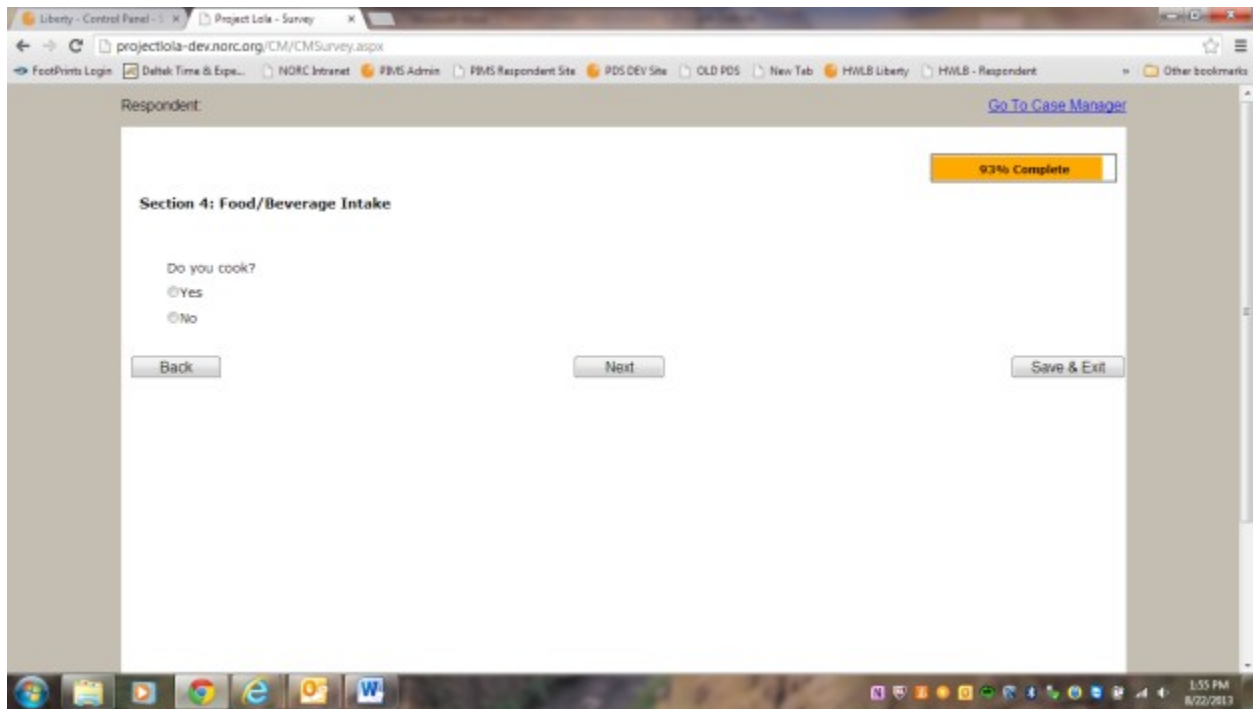 Liberty - Control Panel - S
Project Lola - Survey
projectlola-dev.norc.org/CM/CMSurvey.aspx
FootPrints Login
Deltek Time & Expe...
NORC Intranet
PIMS Admin
PIMS Respondent Site
PDS DEV Site
OLD PDS
New Tab
HWLB Liberty
HWLB - Respondent
»
Other bookmarks
Respondent:
Go To Case Manager
93% Complete
Section 4: Food/Beverage Intake
Do you cook?
Yes
No
Back
Next
Save & Exit
1:55 PM
8/22/2013